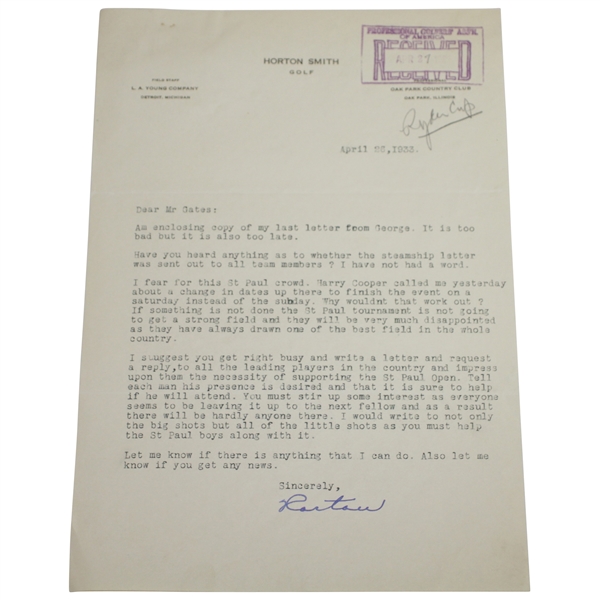 PROFESSIONAL GOLFERS' ASSN.
OF AMERICA
RECEIVED
HORTON SMITH
GOLF
FIELD STAFF
L. A. YOUNG COMPANY
DETROIT, MICHIGAN
OAK PARK COUNTRY CLUB
OAK PARK, ILLINOIS
Ryder Cup
April 26,1933.
Dear Mr Gates:
Am enclosing copy of my last letter from George. It is too
bad but it is also too late.
Have you heard anything as to whether the steamship letter
was sent out to all team members ? I have not had a word.
I fear for this St Paul crowd. Harry Cooper called me yesterday
about a change in dates up there to finish the event on a
saturday instead of the sunday. Why wouldnt that work out ?
If something is not done the St Paul tournament is not going
to get a strong field and they will be very much disappointed
as they have always drawn one of the best field in the whole
country.
I stuggest you get right busy and write a letter and request
a reply,to all the leading players in the country and impress
upon them the necessity of supporting the St Paul Open. Tell
each man his presence is desired and that it is sure to help
if he will attend. You must stir up some interest as everyone
seems to be leaving it up to the next fellow and as a result
there will be hardly anyone there. I would write to not only
the big shots but all of the little shots as you must help
the St Paul boys along with it.
Let me know if there is anything that I can do. Also let me
know if you get any news.
Sincerely,
Horton